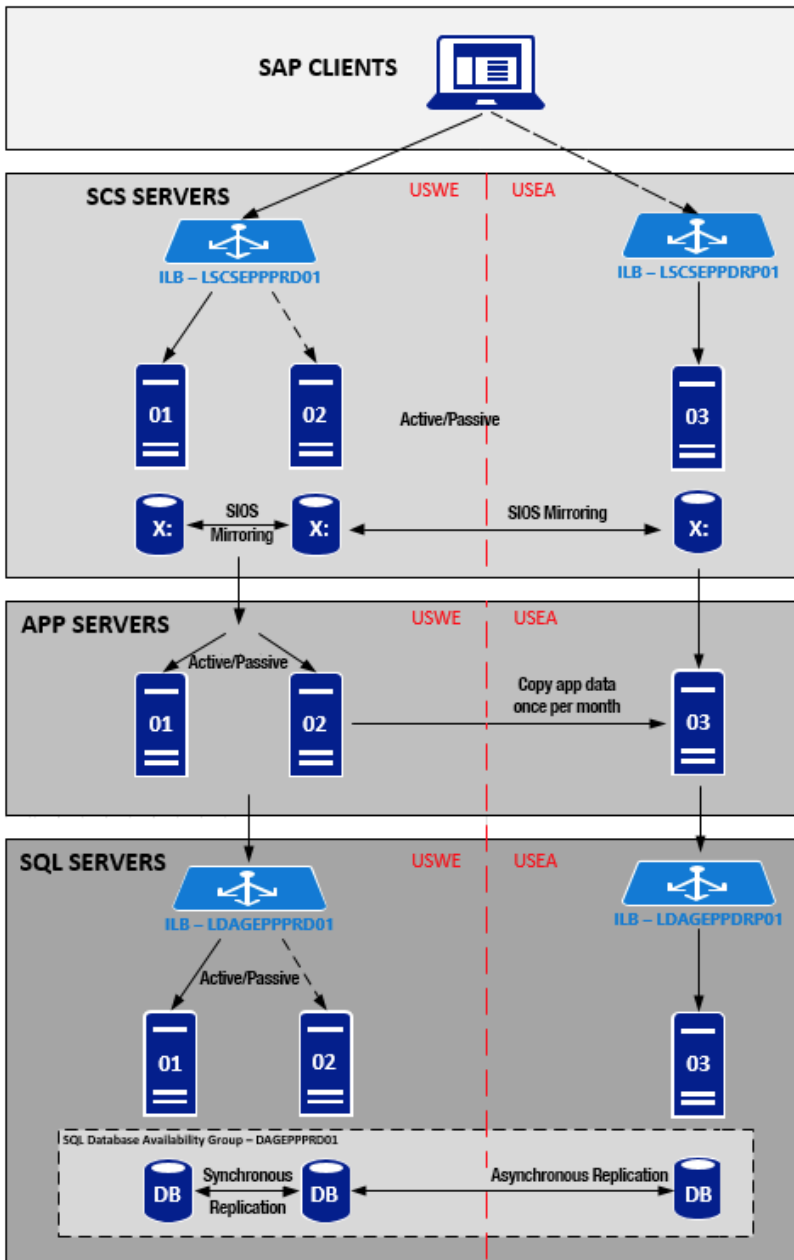 SAP CLIENTS
SCS SERVERS
USWE
USEA
ILB – LSCSEPPPRD01
ILB – LSCSEPPDRP01
01
02
03
Active/Passive
X:
SIOS
Mirroring
X:
SIOS Mirroring
X:
APP SERVERS
USWE
USEA
Active/Passive
01
02
Copy app data
once per month
03
SQL SERVERS
USWE
USEA
ILB – LDAGEPPPRD01
ILB – LDAGEPPDRP01
Active/Passive
01
02
03
SQL Database Availability Group – DAGEPPPRD01
DB
Synchronous
Replication
DB
Asynchronous Replication
DB